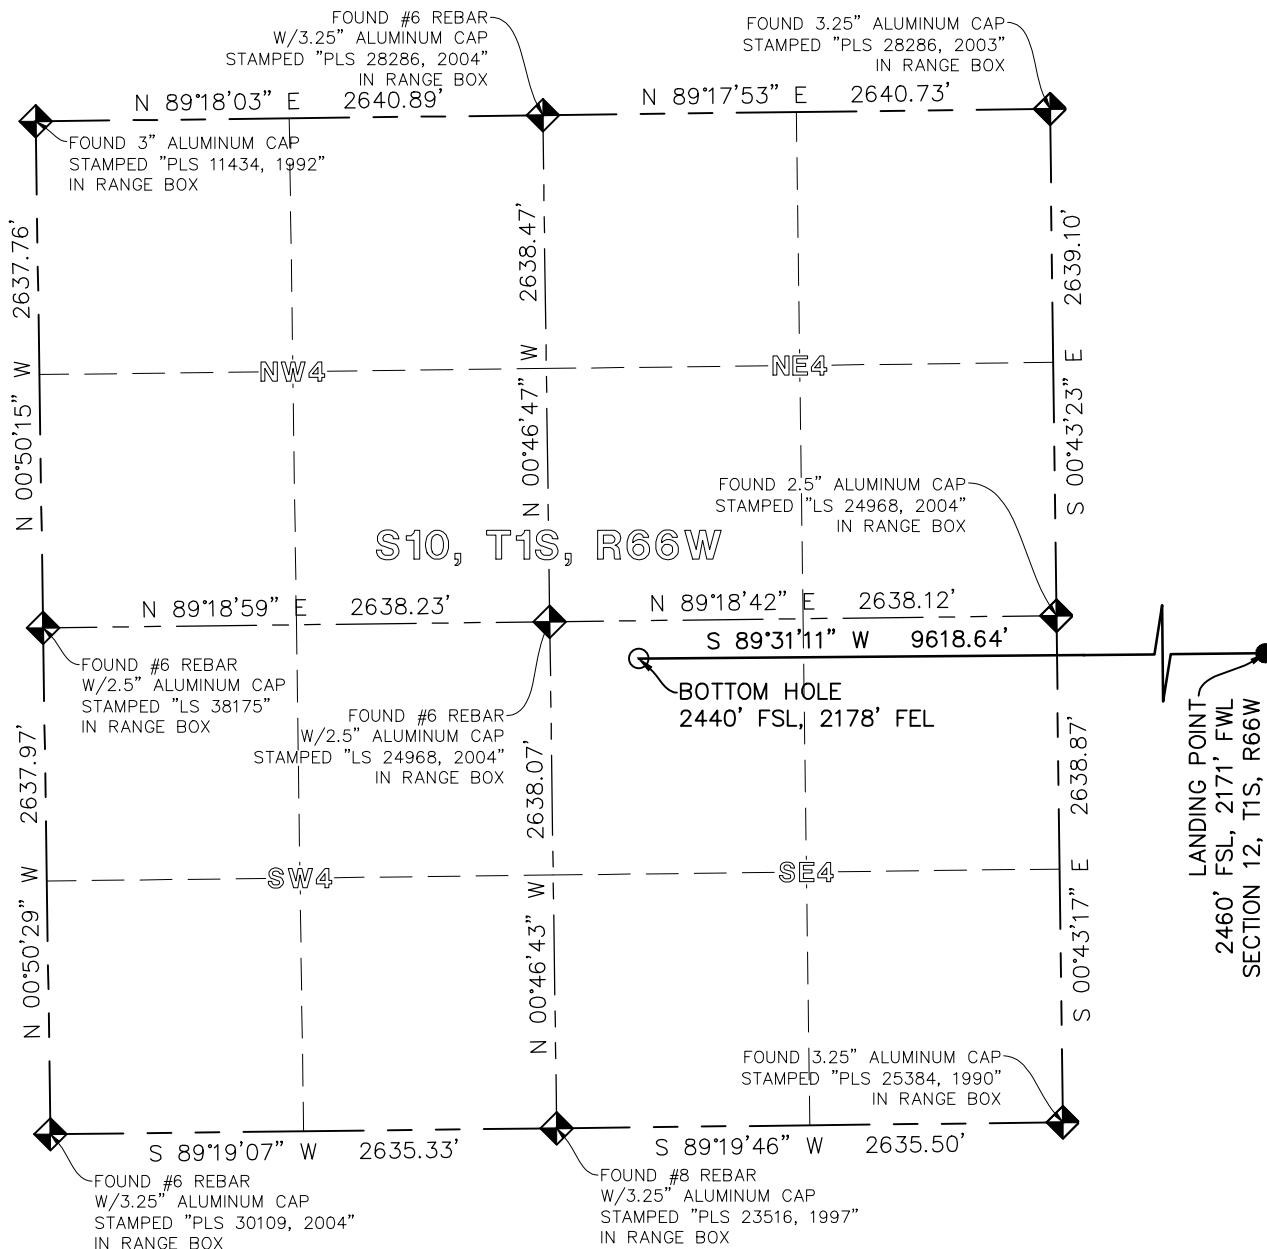 FOUND #6 REBAR
W/3.25" ALUMINUM CAP
STAMPED "PLS 28286, 2004"
IN RANGE BOX
FOUND 3.25" ALUMINUM CAP
STAMPED "PLS 28286, 2003"
IN RANGE BOX
N 89°18'03" E 2640.89'
N 89°17'53" E 2640.73'
FOUND 3" ALUMINUM CAP
STAMPED "PLS 11434, 1992"
IN RANGE BOX
N 00°50'15" W 2637.76'
N 00°46'47" W 2638.47'
S 00°43'23" E 2639.10'
NW4
NE4
FOUND 2.5" ALUMINUM CAP
STAMPED "LS 24968, 2004"
IN RANGE BOX
S10, T1S, R66W
N 89°18'59" E 2638.23'
N 89°18'42" E 2638.12'
S 89°31'11" W 9618.64'
FOUND #6 REBAR
W/2.5" ALUMINUM CAP
STAMPED "LS 38175"
IN RANGE BOX
BOTTOM HOLE
2440' FSL, 2178' FEL
FOUND #6 REBAR
W/2.5" ALUMINUM CAP
STAMPED "LS 24968, 2004"
IN RANGE BOX
LANDING POINT
2460' FSL, 2171' FWL
SECTION 12, T1S, R66W
N 00°50'29" W 2637.97'
N 00°46'43" W 2638.07'
S 00°43'17" E 2638.87'
SW4
SE4
FOUND 3.25" ALUMINUM CAP
STAMPED "PLS 25384, 1990"
IN RANGE BOX
S 89°19'07" W 2635.33'
S 89°19'46" W 2635.50'
FOUND #6 REBAR
W/3.25" ALUMINUM CAP
STAMPED "PLS 30109, 2004"
IN RANGE BOX
FOUND #8 REBAR
W/3.25" ALUMINUM CAP
STAMPED "PLS 23516, 1997"
IN RANGE BOX